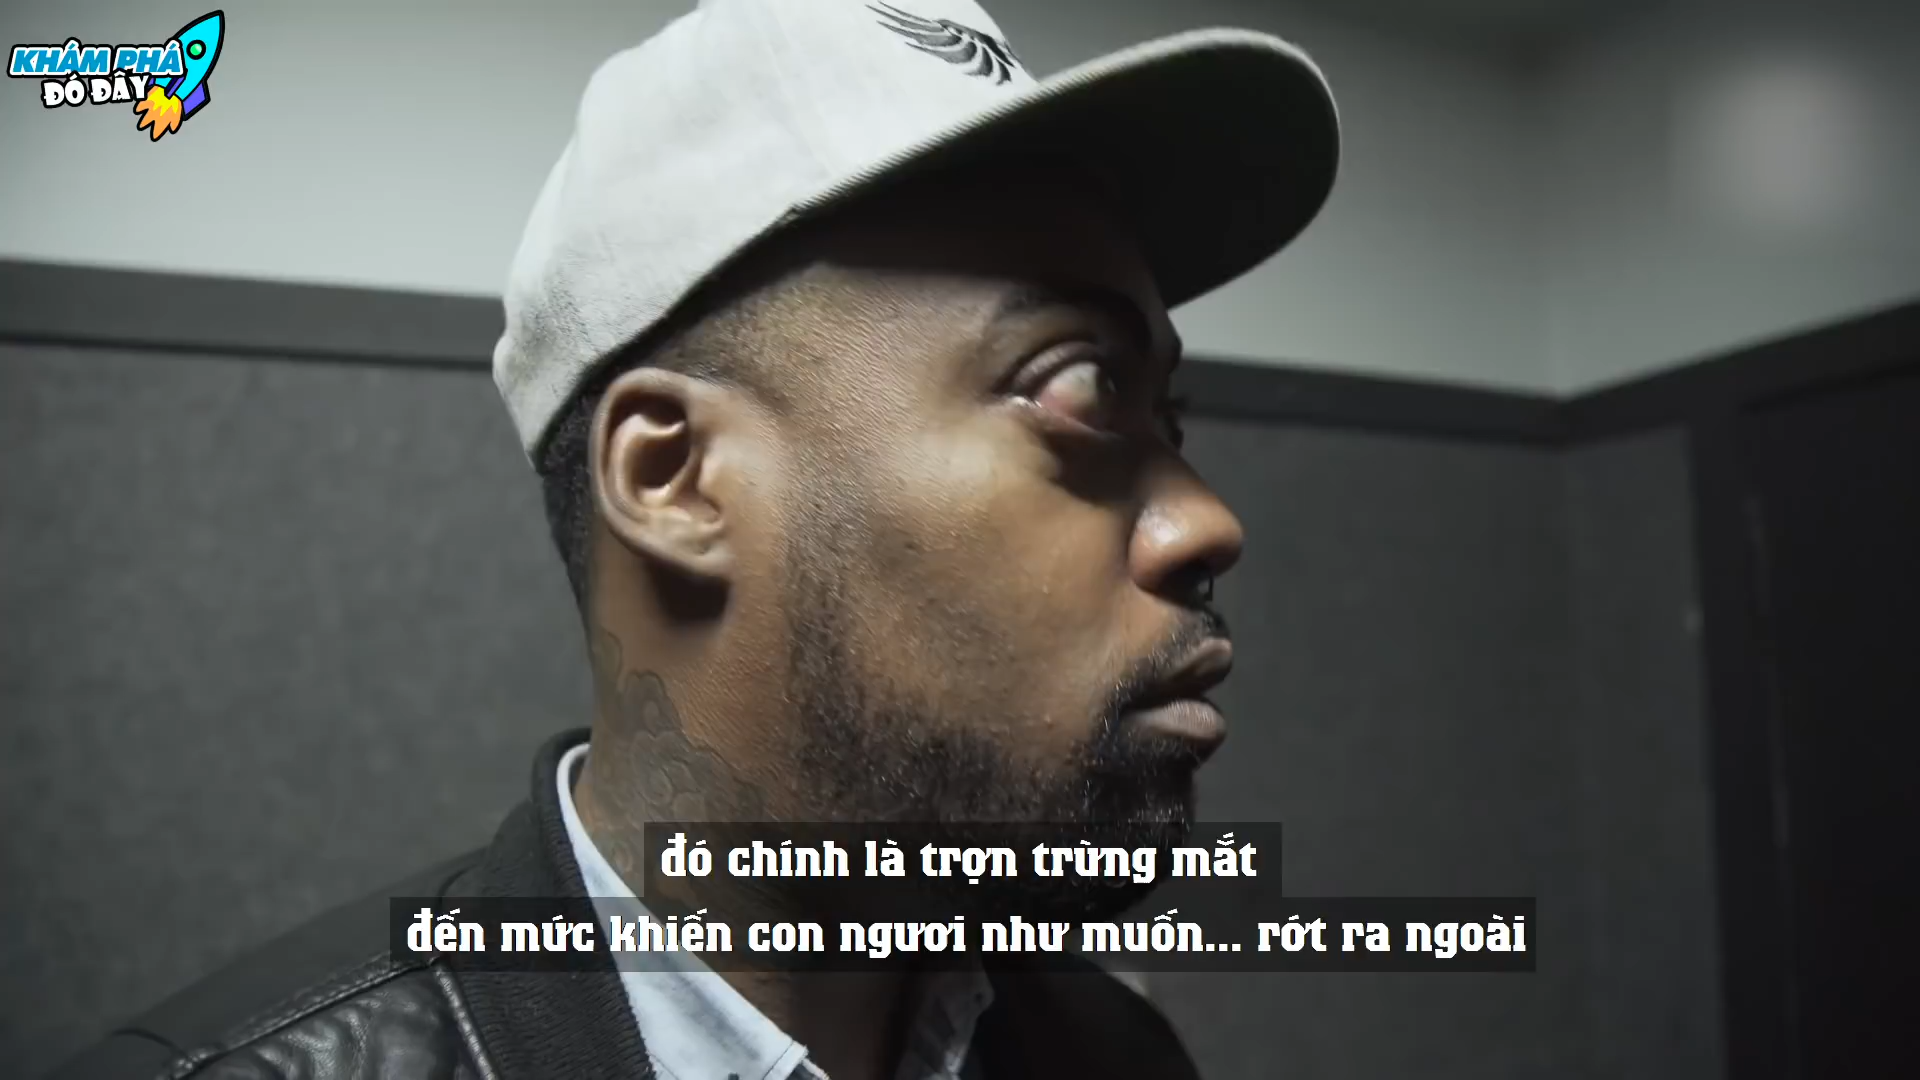 KHÁM PHÁ
ĐÓ ĐÂY
đó chính là trợn trừng mắt
đến mức khiến con ngươi như muốn... rớt ra ngoài